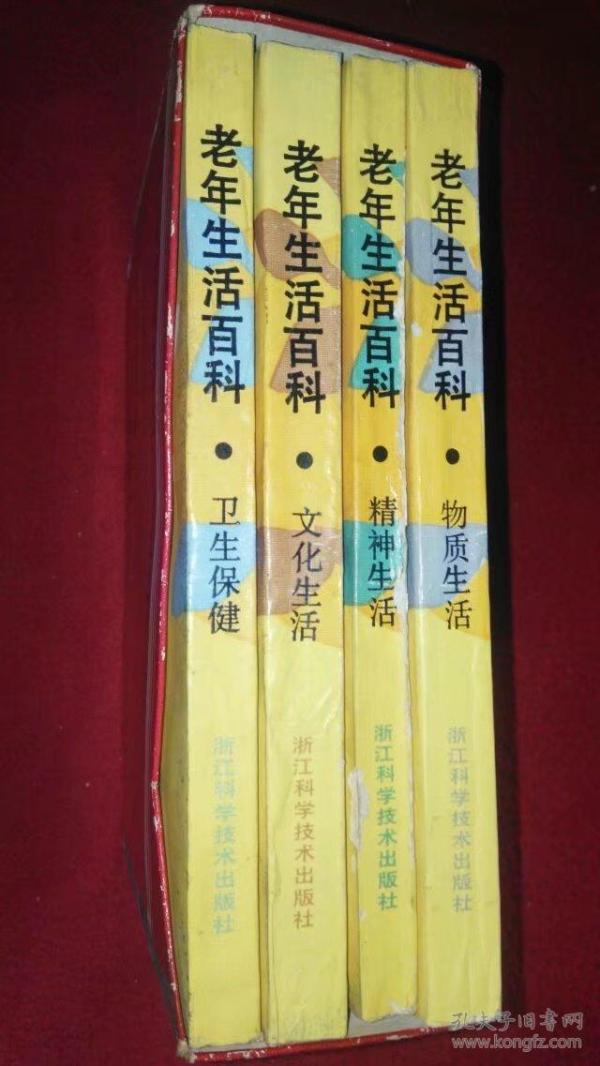 老年生活百科·卫生保健
浙江科学技术出版社
老年生活百科·文化生活
浙江科学技术出版社
老年生活百科·精神生活
浙江科学技术出版社
老年生活百科·物质生活
浙江科学技术出版社
孔夫子旧书网
www.kongfz.com